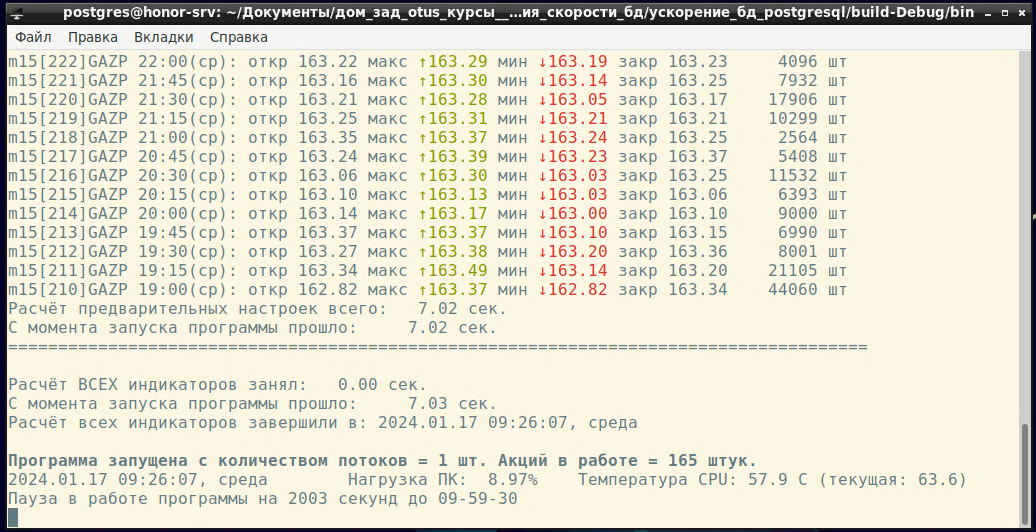 postgres@honor-srv: ~/Документы/дом_зад_otus_курсы__...ия_скорости_бд/ускорение_бд_postgresql/build-Debug/bin
Файл Правка Вкладки Справка
m15[222]GAZP 22:00(ср): откр 163.22 макс ↑163.29 мин ↓163.19 закр 163.23 4096 шт
m15[221]GAZP 21:45(ср): откр 163.16 макс ↑163.30 мин ↓163.14 закр 163.25 7932 шт
m15[220]GAZP 21:30(ср): откр 163.21 макс ↑163.28 мин ↓163.05 закр 163.17 17906 шт
m15[219]GAZP 21:15(ср): откр 163.25 макс ↑163.31 мин ↓163.21 закр 163.21 10299 шт
m15[218]GAZP 21:00(ср): откр 163.35 макс ↑163.37 мин ↓163.24 закр 163.25 2564 шт
m15[217]GAZP 20:45(ср): откр 163.24 макс ↑163.39 мин ↓163.23 закр 163.37 5408 шт
m15[216]GAZP 20:30(ср): откр 163.06 макс ↑163.30 мин ↓163.03 закр 163.25 11532 шт
m15[215]GAZP 20:15(ср): откр 163.10 макс ↑163.13 мин ↓163.03 закр 163.06 6393 шт
m15[214]GAZP 20:00(ср): откр 163.14 макс ↑163.17 мин ↓163.00 закр 163.10 9000 шт
m15[213]GAZP 19:45(ср): откр 163.37 макс ↑163.37 мин ↓163.10 закр 163.15 6990 шт
m15[212]GAZP 19:30(ср): откр 163.27 макс ↑163.38 мин ↓163.20 закр 163.36 8001 шт
m15[211]GAZP 19:15(ср): откр 163.34 макс ↑163.49 мин ↓163.14 закр 163.20 21105 шт
m15[210]GAZP 19:00(ср): откр 162.82 макс ↑163.37 мин ↓162.82 закр 163.34 44060 шт
Расчёт предварительных настроек всего: 7.02 сек.
С момента запуска программы прошло: 7.02 сек.
======================================================================================
Расчёт ВСЕХ индикаторов занял: 0.00 сек.
С момента запуска программы прошло: 7.03 сек.
Расчёт всех индикаторов завершили в: 2024.01.17 09:26:07, среда
Программа запущена с количеством потоков = 1 шт. Акций в работе = 165 штук.
2024.01.17 09:26:07, среда Нагрузка ПК: 8.97% Температура CPU: 57.9 C (текущая: 63.6)
Пауза в работе программы на 2003 секунд до 09-59-30